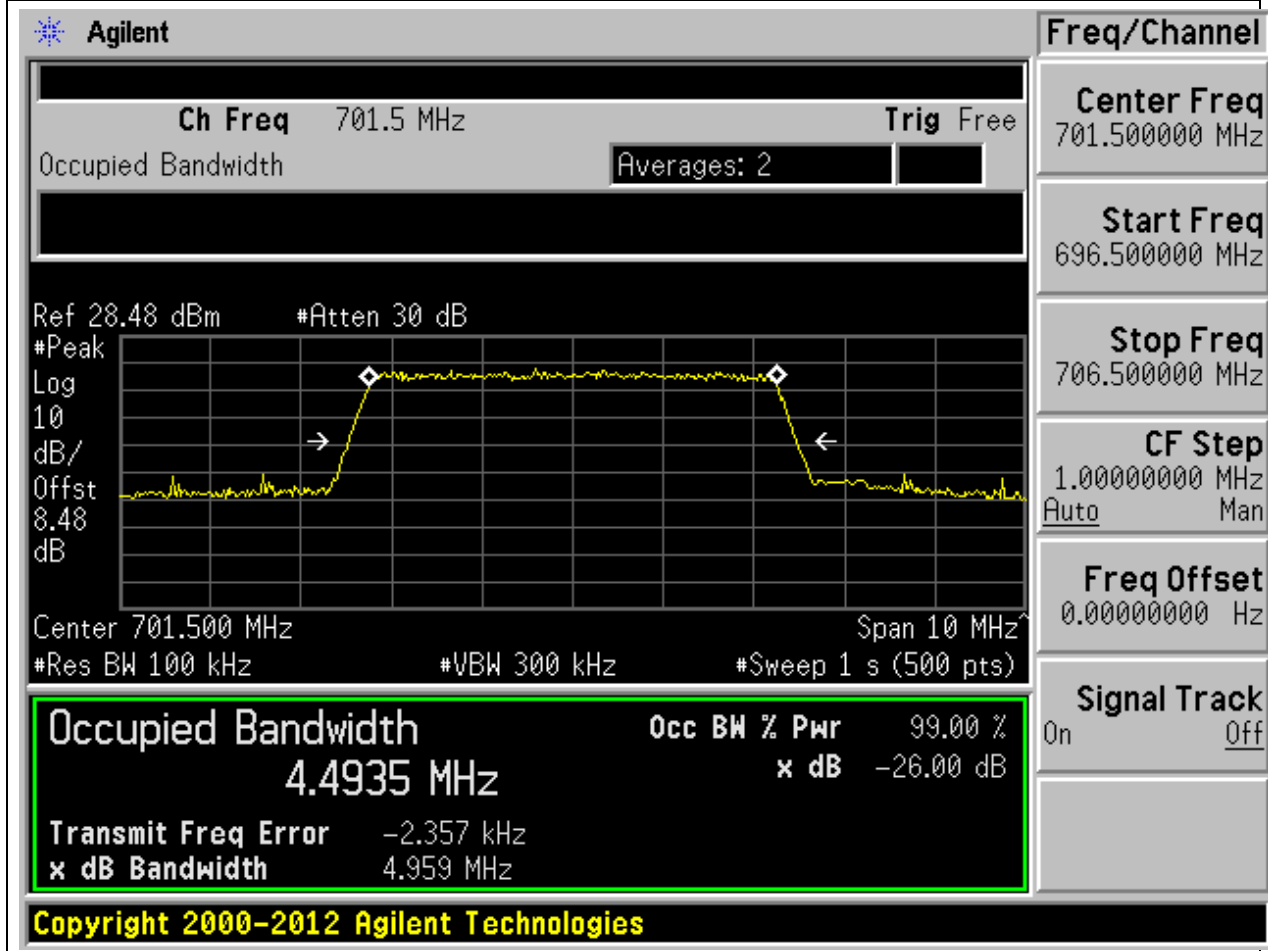 Agilent
Freq/Channel
Ch Freq 701.5 MHz Trig Free
Occupied Bandwidth Averages: 2
Center Freq
701.500000 MHz
Start Freq
696.500000 MHz
Stop Freq
706.500000 MHz
CF Step
1.00000000 MHz
Auto Man
Freq Offset
0.00000000 Hz
Signal Track
On Off
Ref 28.48 dBm #Atten 30 dB
#Peak
Log
10
dB/
Offst
8.48
dB
Center 701.500 MHz Span 10 MHz^
#Res BW 100 kHz #VBW 300 kHz #Sweep 1 s (500 pts)
Occupied Bandwidth
4.4935 MHz
Occ BW % Pwr 99.00 %
x dB -26.00 dB
Transmit Freq Error -2.357 kHz
x dB Bandwidth 4.959 MHz
Copyright 2000-2012 Agilent Technologies